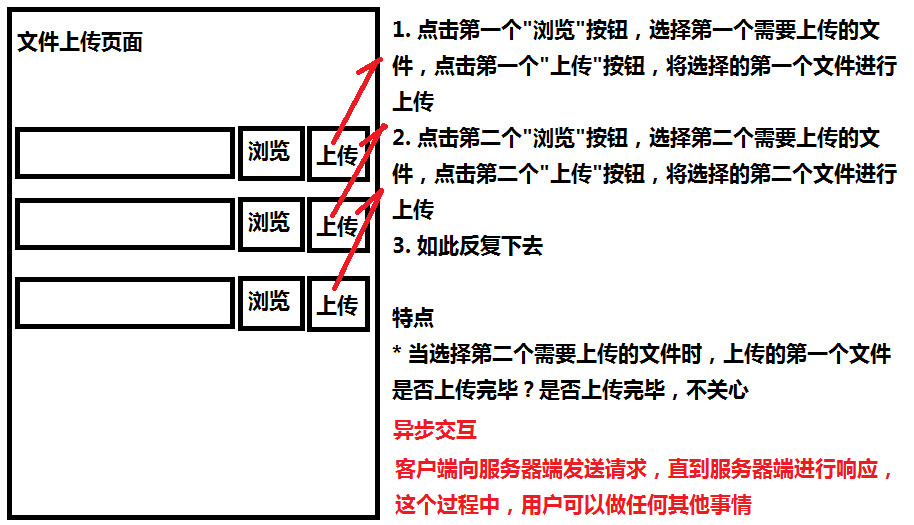 文件上传页面
浏览
上传
浏览
上传
浏览
上传
1. 点击第一个"浏览"按钮，选择第一个需要上传的文
件，点击第一个"上传"按钮，将选择的第一个文件进行
上传
2. 点击第二个"浏览"按钮，选择第二个需要上传的文
件，点击第二个"上传"按钮，将选择的第二个文件进行
上传
3. 如此反复下去
特点
* 当选择第二个需要上传的文件时，上传的第一个文件
是否上传完毕？是否上传完毕，不关心
异步交互
客户端向服务器端发送请求，直到服务器端进行响应，
这个过程中，用户可以做任何其他事情